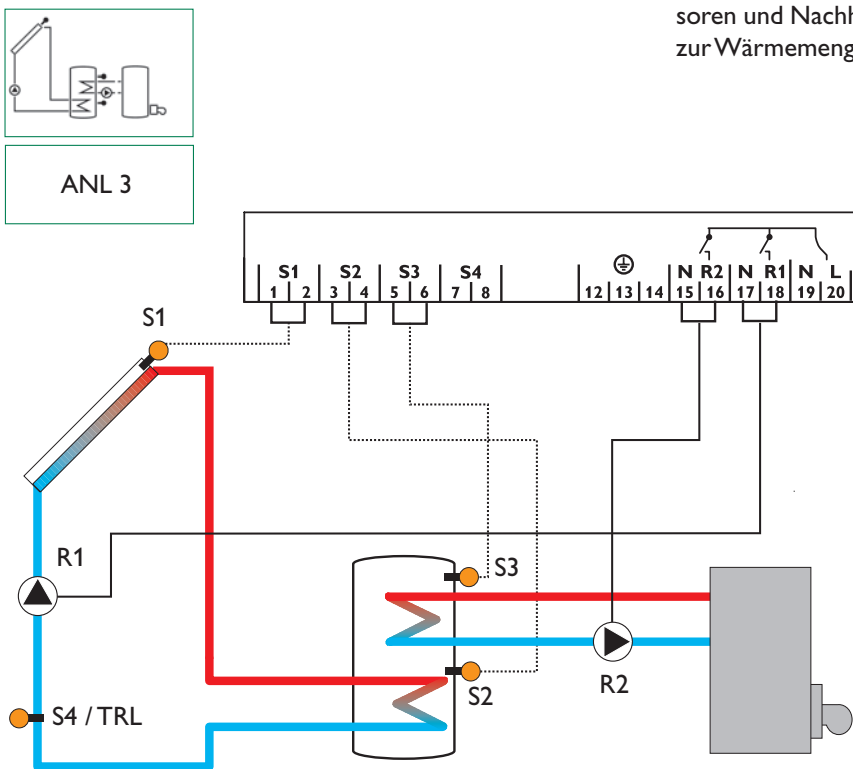 soren und Nachh
zur Wärmemeng
ANL 3
S1 S2 S3 S4 N R2 N R1 N L
1 2 3 4 5 6 7 8 12 13 14 15 16 17 18 19 20
S1
R1
S3
S2
R2
S4 / TRL